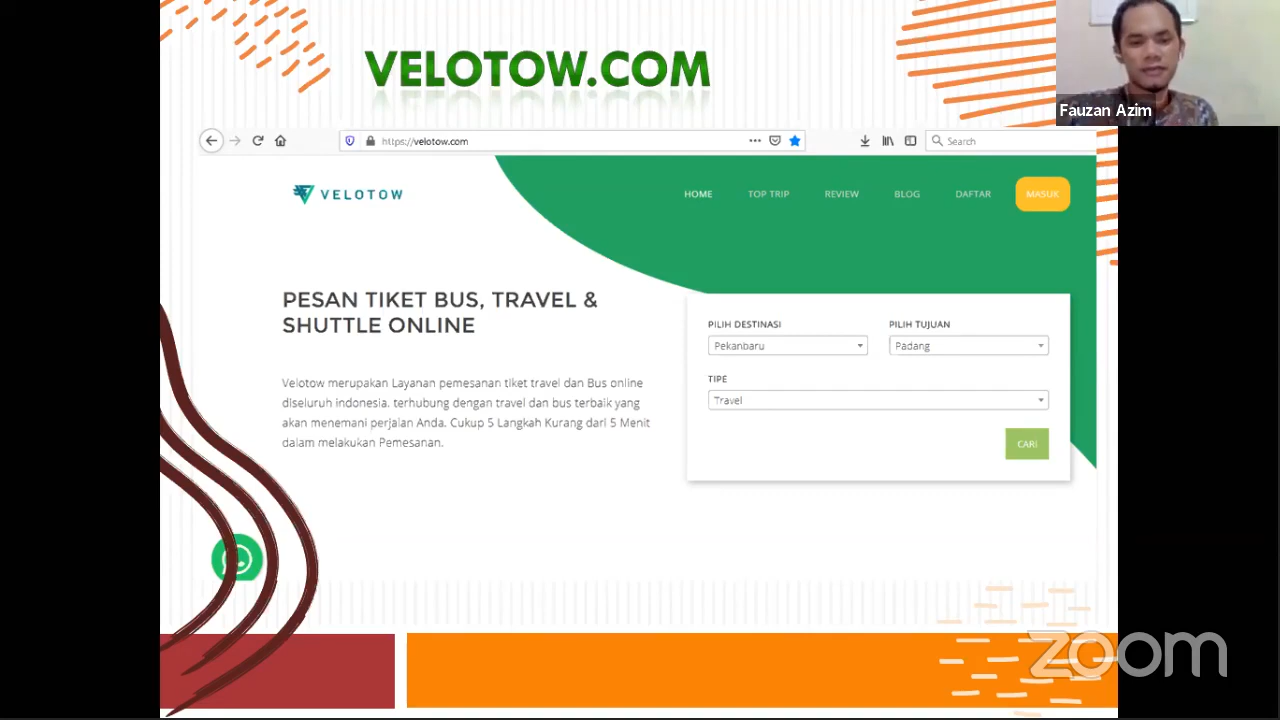 VELOTOW.COM
Fauzan Azim
https://velotow.com
Search
VELOTOW
HOME
TOP TRIP
REVIEW
BLOG
DAFTAR
MASUK
PESAN TIKET BUS, TRAVEL &
SHUTTLE ONLINE
Velotow merupakan Layanan pemesanan tiket travel dan Bus online
diseluruh indonesia. terhubung dengan travel dan bus terbaik yang
akan menemani perjalan Anda. Cukup 5 Langkah Kurang dari 5 Menit
dalam melakukan Pemesanan.
PILIH DESTINASI
PILIH TUJUAN
Pekanbaru
Padang
TIPE
Travel
CARI
zoom